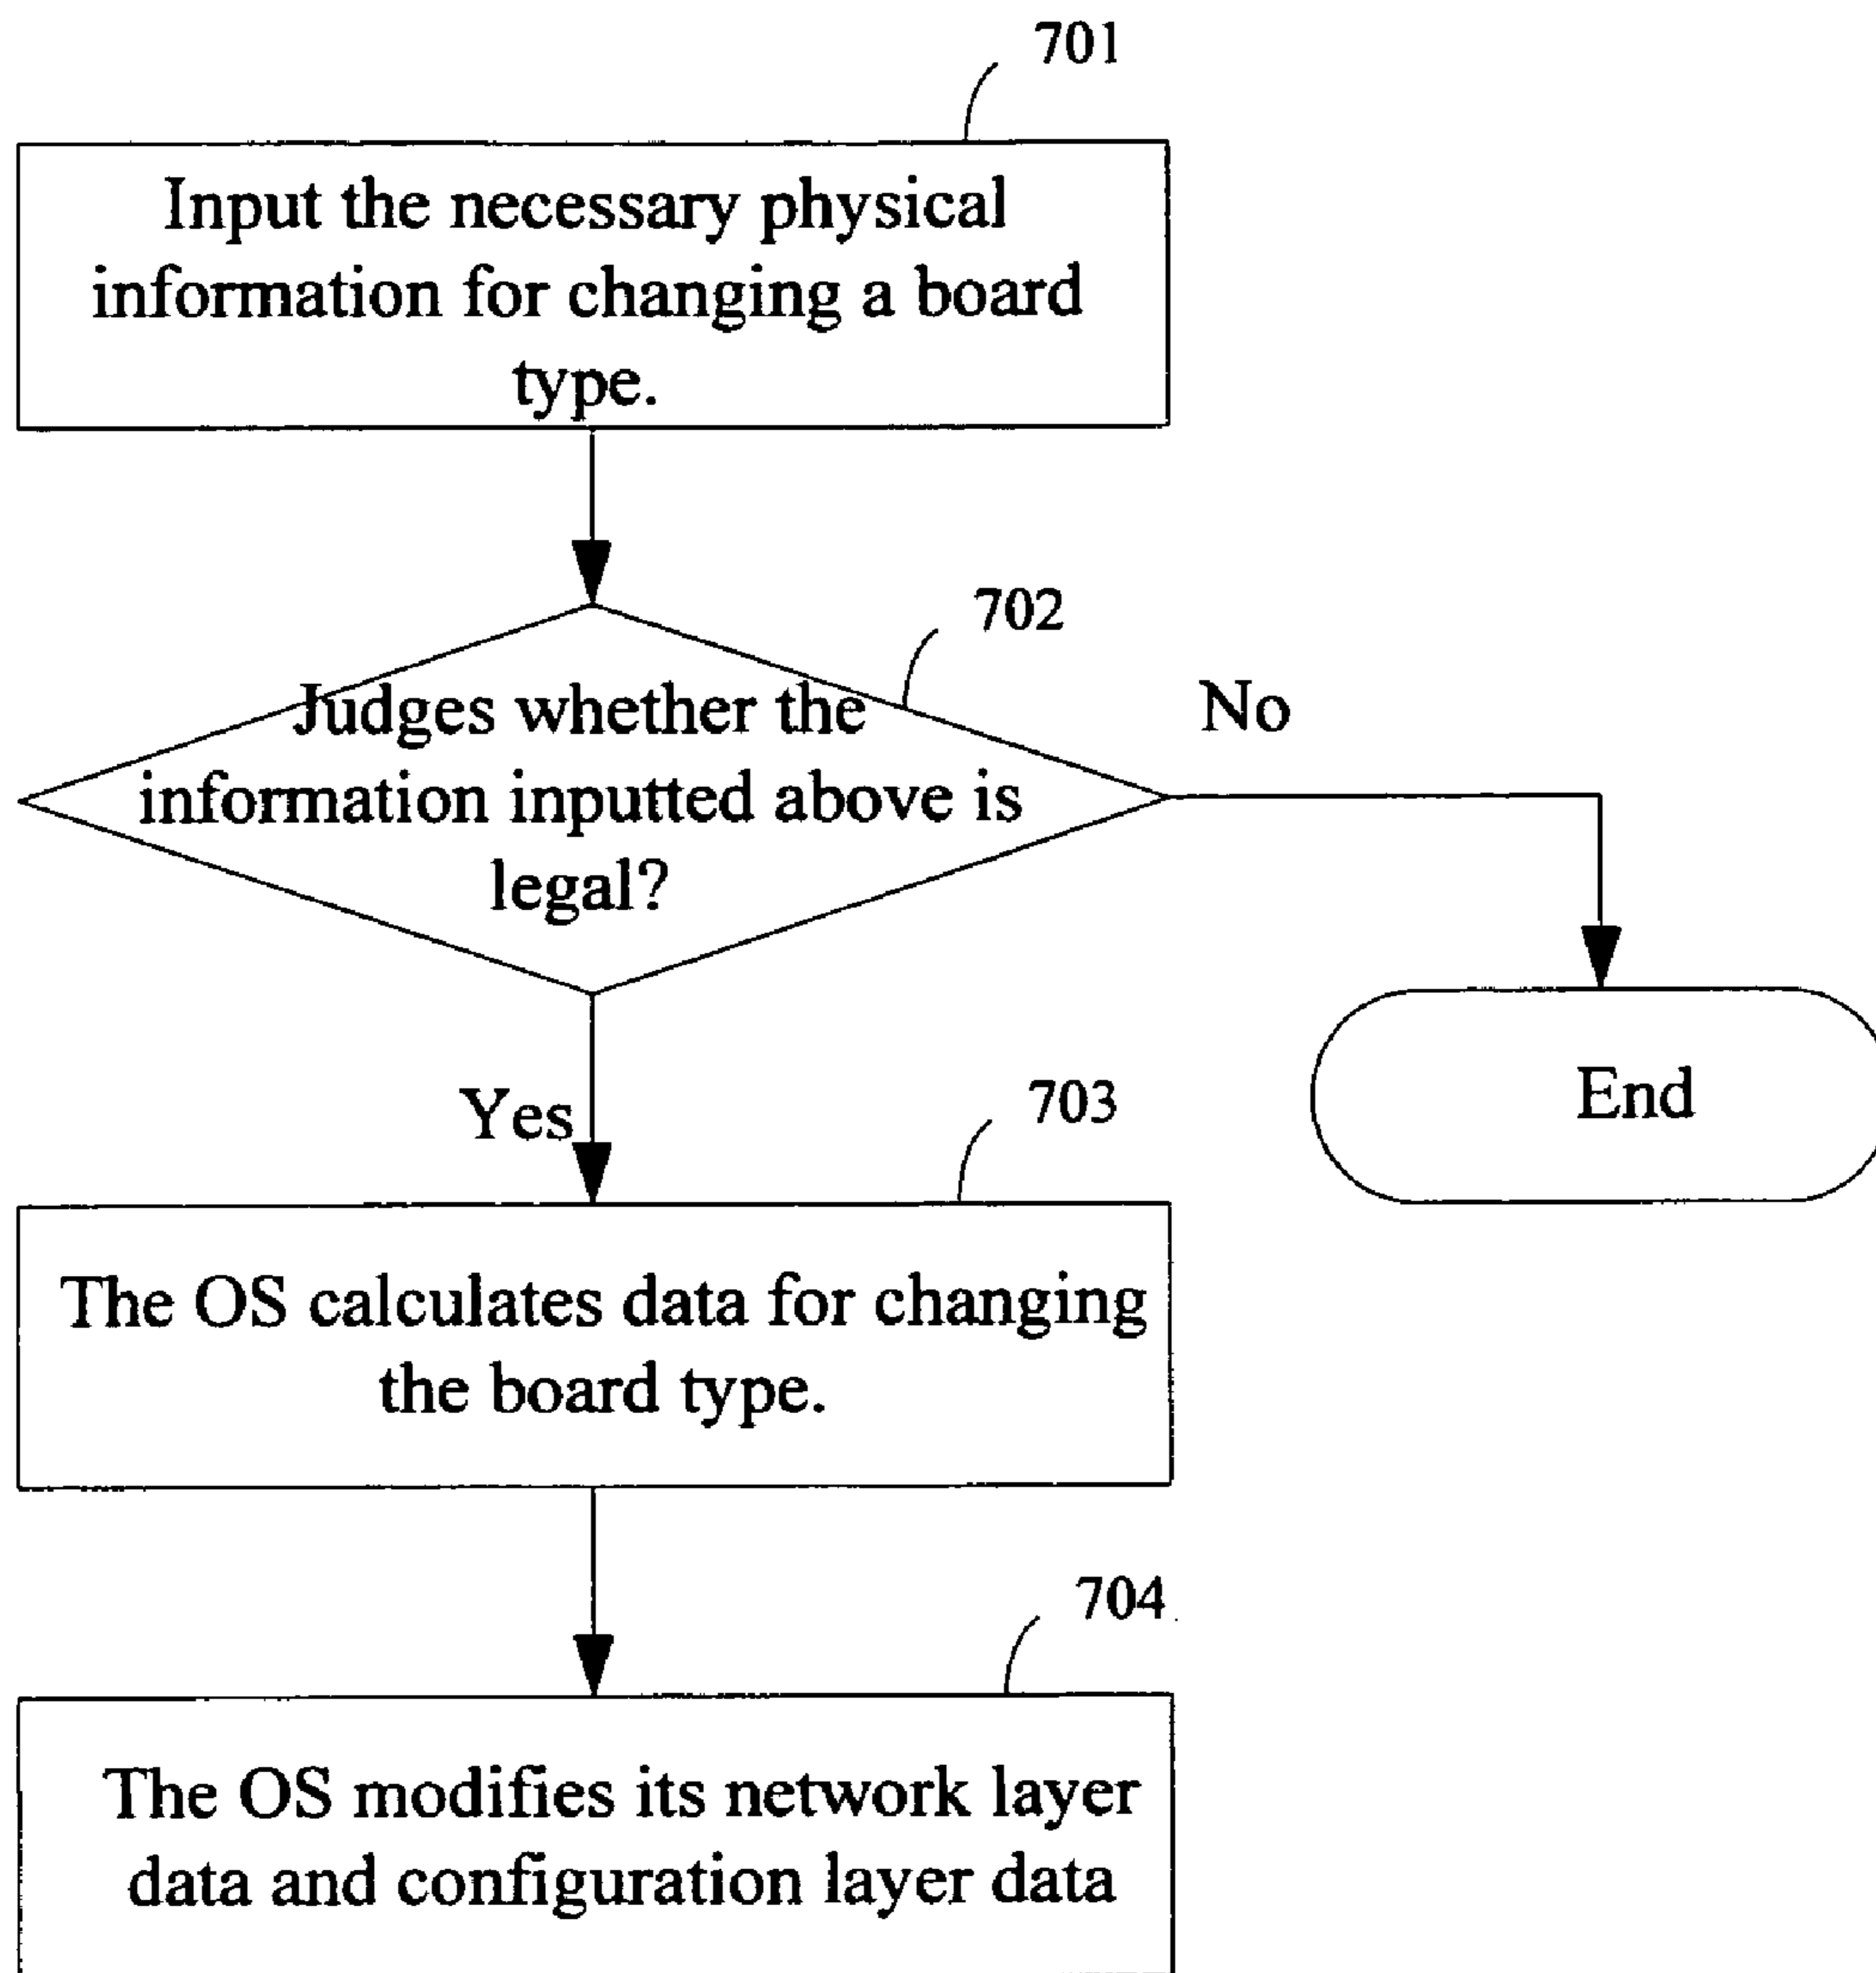 701
Input the necessary physical
information for changing a board
type.
702
Judges whether the
information inputted above is
legal?
No
Yes
End
703
The OS calculates data for changing
the board type.
704
The OS modifies its network layer
data and configuration layer data